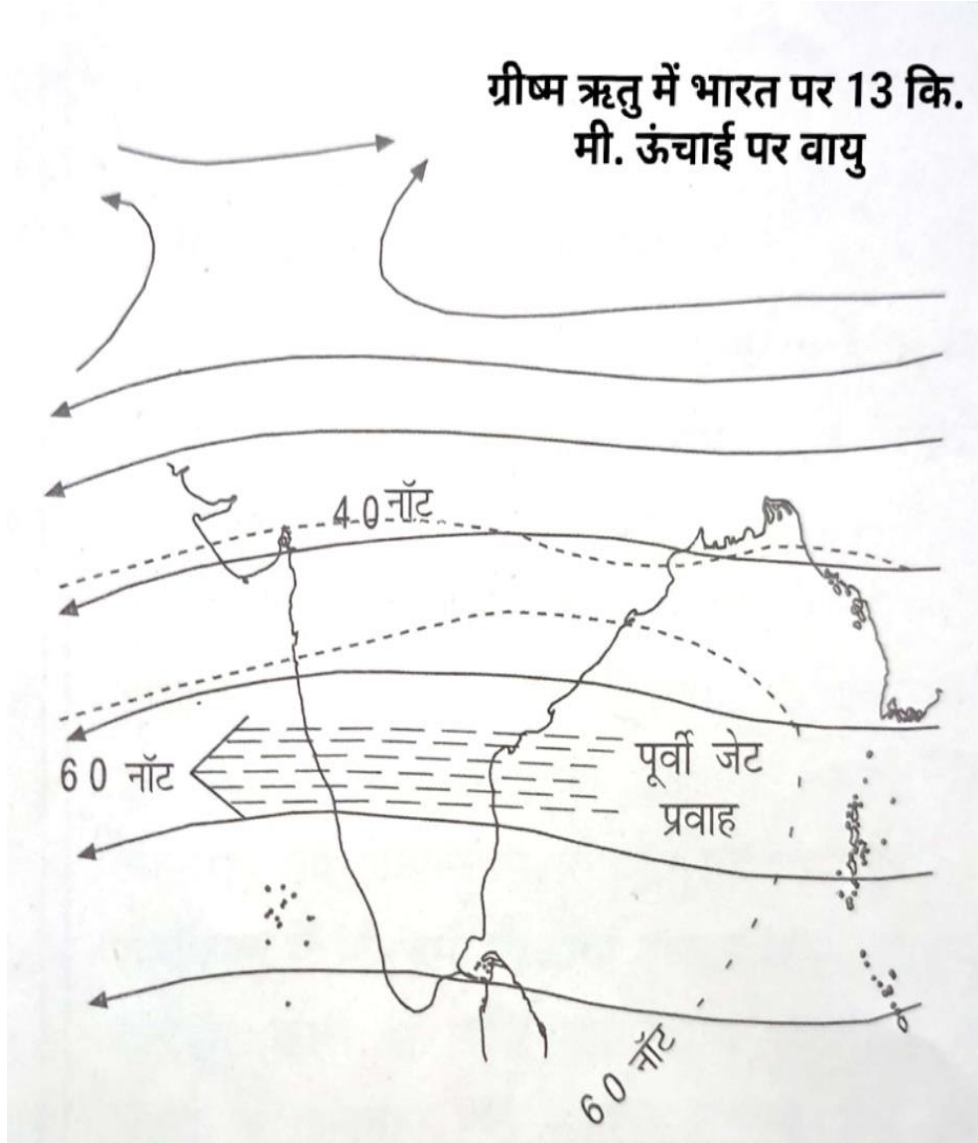 ग्रीष्म ऋतु में भारत पर 13 कि.
मी. ऊंचाई पर वायु
40 नॉट
60 नॉट
पूर्वी जेट
प्रवाह
60 नॉट